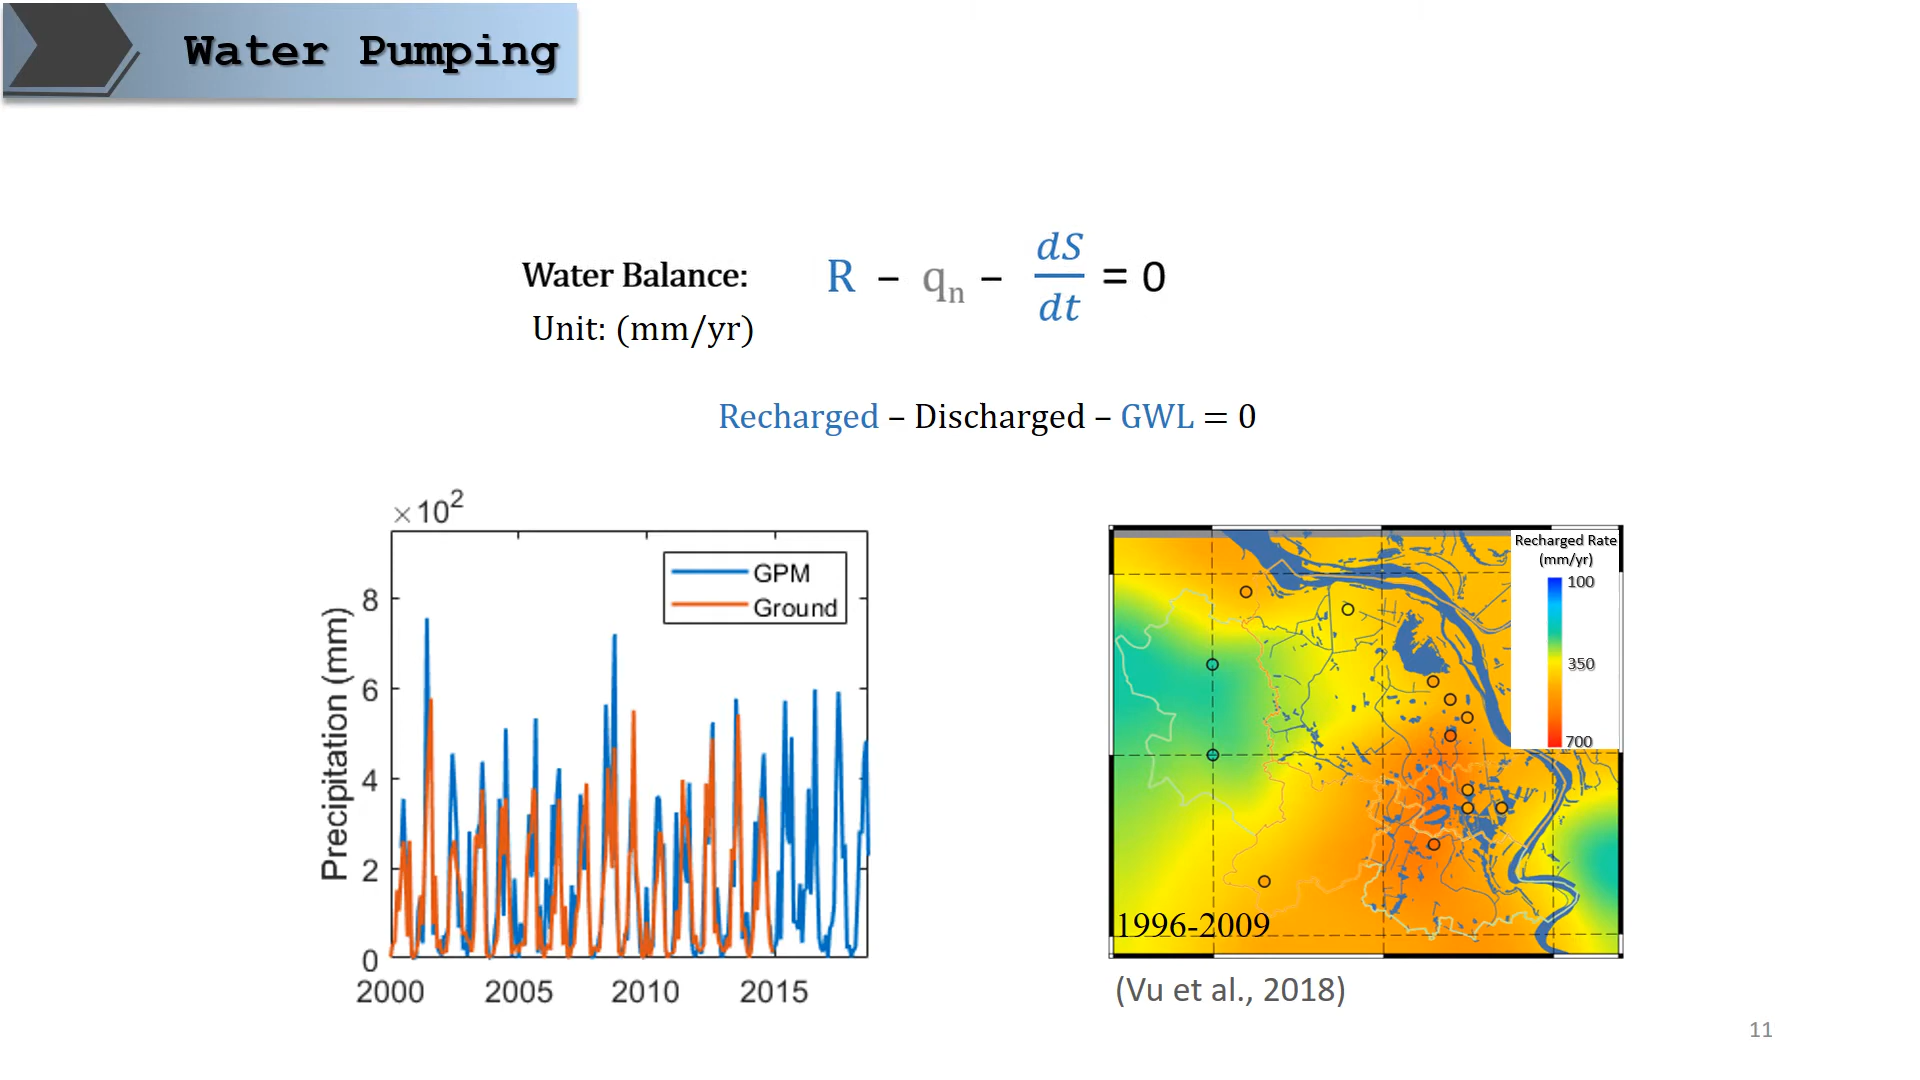 Water Pumping
Water Balance: R – qn – dS/dt = 0
Unit: (mm/yr)
Recharged – Discharged – GWL = 0
×10²
GPM
Ground
Precipitation (mm)
8
6
4
2
0
2000 2005 2010 2015
Recharged Rate
(mm/yr)
100
350
700
1996-2009
(Vu et al., 2018)
11